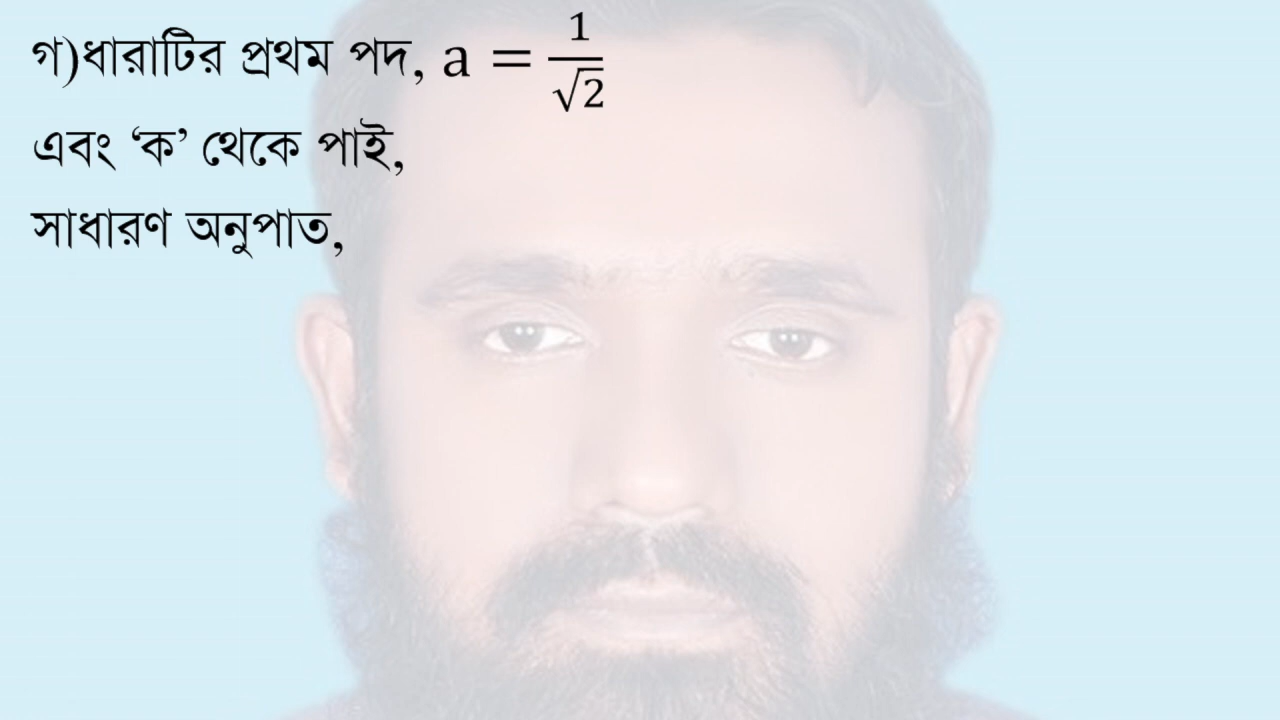 গ)ধারাটির প্রথম পদ, a = 1/√2
এবং ‘ক’ থেকে পাই,
সাধারণ অনুপাত,